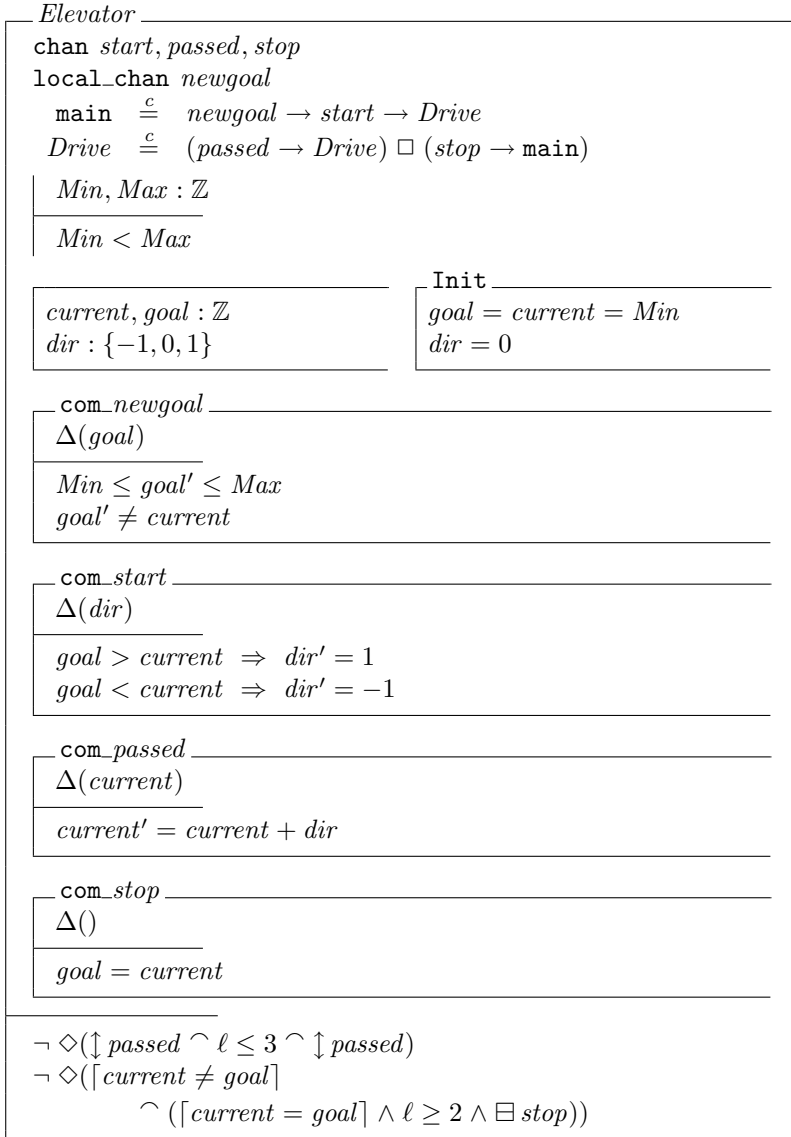 Elevator
chan start, passed, stop
local_chan newgoal
main ≙ᶜ newgoal → start → Drive
Drive ≙ᶜ (passed → Drive) □ (stop → main)
Min, Max : ℤ
Min < Max
current, goal : ℤ
dir : {−1, 0, 1}
Init
goal = current = Min
dir = 0
com_newgoal
Δ(goal)
Min ≤ goal′ ≤ Max
goal′ ≠ current
com_start
Δ(dir)
goal > current ⇒ dir′ = 1
goal < current ⇒ dir′ = −1
com_passed
Δ(current)
current′ = current + dir
com_stop
Δ()
goal = current
¬ ◇(↕ passed ⌢ ℓ ≤ 3 ⌢ ↕ passed)
¬ ◇(⌈current ≠ goal⌉
⌢ (⌈current = goal⌉ ∧ ℓ ≥ 2 ∧ ⊟ stop))